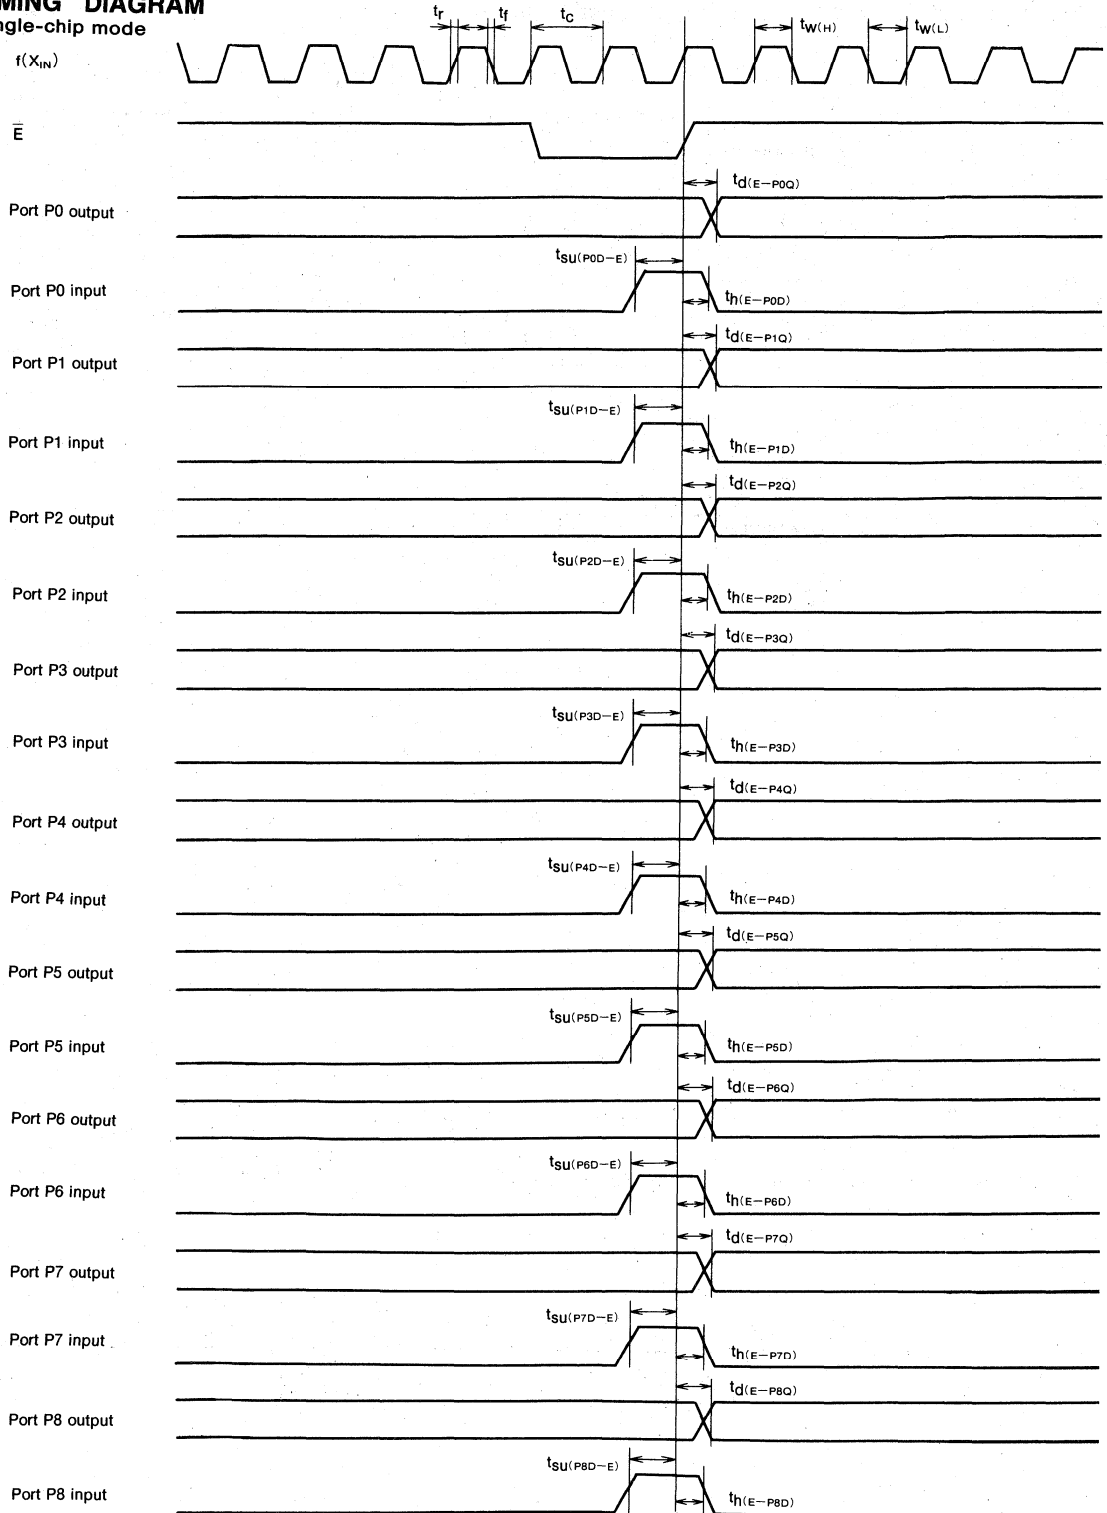 MING DIAGRAM
ngle-chip mode
tr tf tc tW(H) tW(L)
f(XIN)
E̅
td(E−P0Q)
Port P0 output
tsu(P0D−E)
Port P0 input
th(E−P0D)
td(E−P1Q)
Port P1 output
tsu(P1D−E)
Port P1 input
th(E−P1D)
td(E−P2Q)
Port P2 output
tsu(P2D−E)
Port P2 input
th(E−P2D)
td(E−P3Q)
Port P3 output
tsu(P3D−E)
Port P3 input
th(E−P3D)
td(E−P4Q)
Port P4 output
tsu(P4D−E)
Port P4 input
th(E−P4D)
td(E−P5Q)
Port P5 output
tsu(P5D−E)
Port P5 input
th(E−P5D)
td(E−P6Q)
Port P6 output
tsu(P6D−E)
Port P6 input
th(E−P6D)
td(E−P7Q)
Port P7 output
tsu(P7D−E)
Port P7 input
th(E−P7D)
td(E−P8Q)
Port P8 output
tsu(P8D−E)
Port P8 input
th(E−P8D)